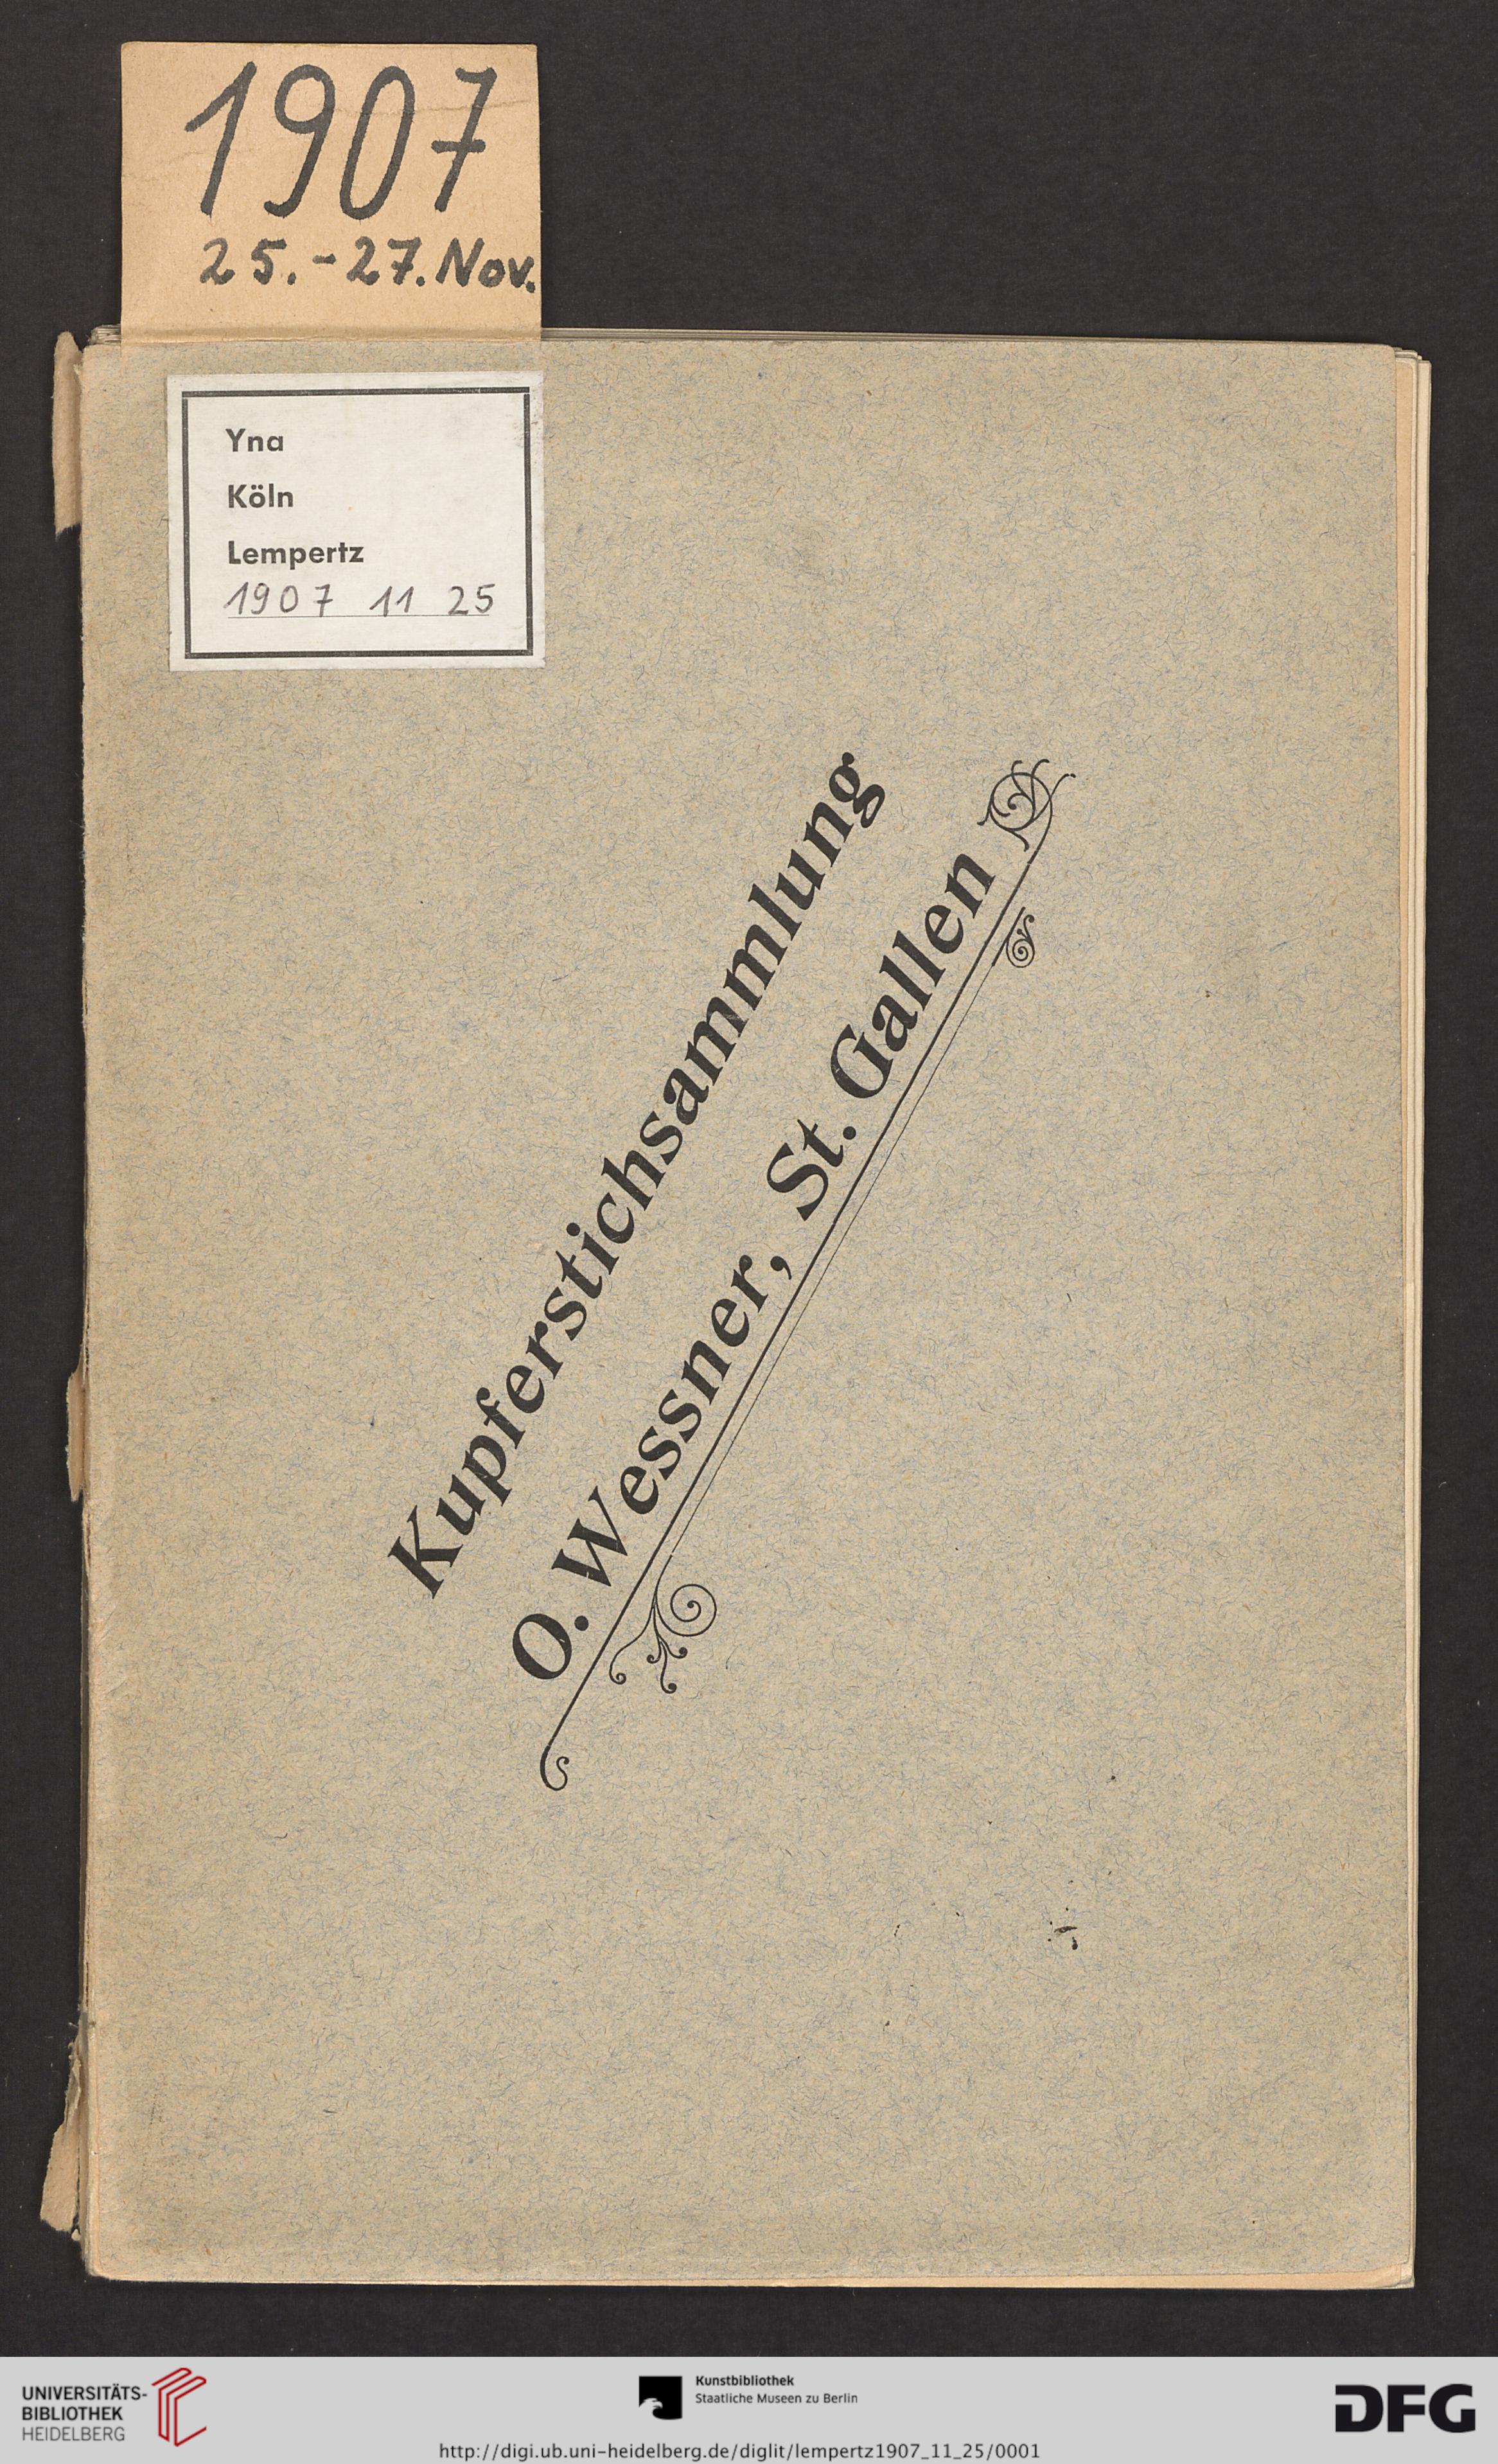 1907
25.-27. Nov.
Yna
Köln
Lempertz
1907 11 25
Kupferstichsammlung
O. Wessner, St. Gallen
UNIVERSITÄTS-
BIBLIOTHEK
HEIDELBERG
Kunstbibliothek
Staatliche Museen zu Berlin
DFG
http://digi.ub.uni-heidelberg.de/diglit/lempertz1907_11_25/0001